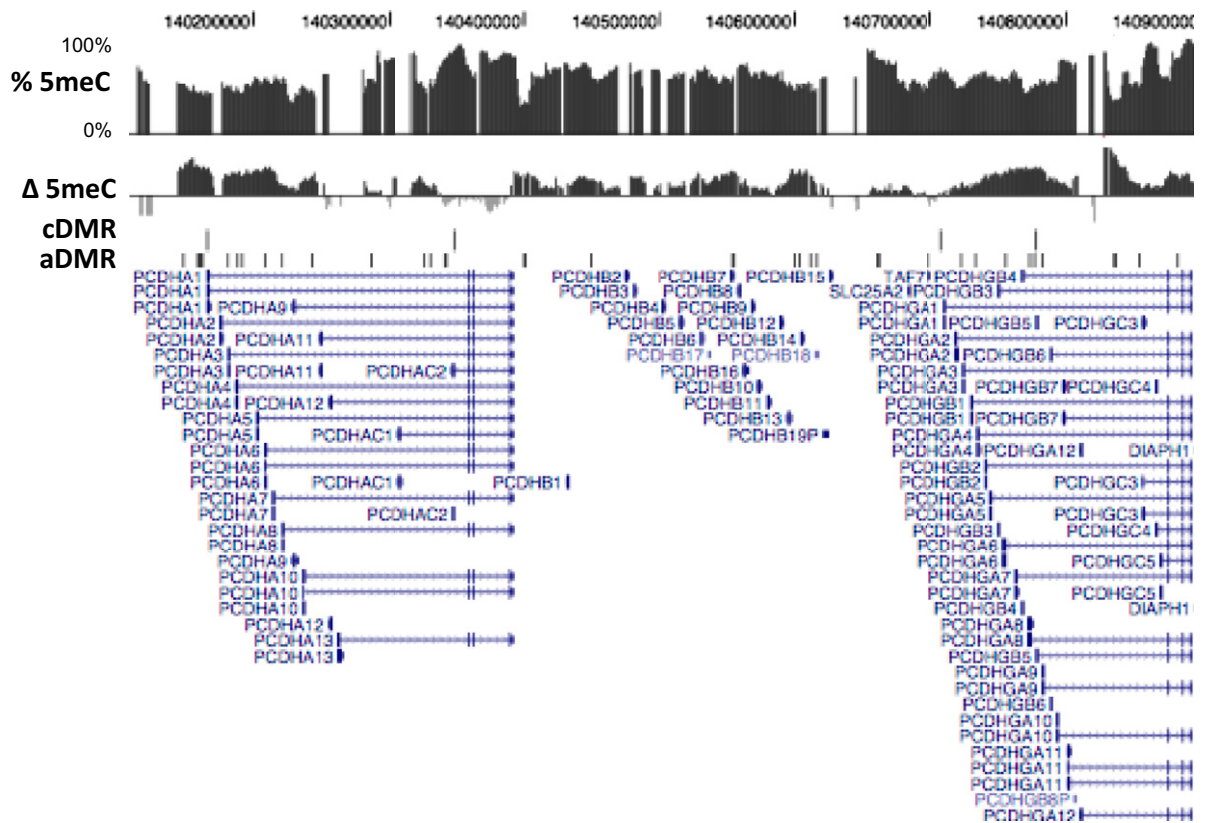 140200000 140300000 140400000 140500000 140600000 140700000 140800000 140900000
100%
% 5meC
0%
Δ 5meC
cDMR
aDMR
PCDHA1 PCDHB2 PCDHB7 PCDHB15 TAF7 PCDHGB4
PCDHA1 PCDHB3 PCDHB8 SLC25A2 PCDHGB3
PCDHA1 PCDHA9 PCDHB4 PCDHB9 PCDHGA1
PCDHA2 PCDHB5 PCDHB12 PCDHGA1 PCDHGB5 PCDHGC3
PCDHA2 PCDHA11 PCDHB6 PCDHB14 PCDHGA2
PCDHA3 PCDHB17 PCDHB18 PCDHGA2 PCDHGB6
PCDHA3 PCDHA11 PCDHAC2 PCDHB16 PCDHGA3
PCDHA4 PCDHB10 PCDHGA3 PCDHGB7 PCDHGC4
PCDHA4 PCDHA12 PCDHB11 PCDHGB1
PCDHA5 PCDHB13 PCDHGB1 PCDHGB7
PCDHA5 PCDHAC1 PCDHB19P PCDHGA4
PCDHA6 PCDHGA4 PCDHGA12 DIAPH1
PCDHA6 PCDHGB2
PCDHA6 PCDHAC1 PCDHB1 PCDHGB2 PCDHGC3
PCDHA7 PCDHGA5
PCDHA7 PCDHAC2 PCDHGA5 PCDHGC3
PCDHA8 PCDHGB3 PCDHGC4
PCDHA8 PCDHGA6
PCDHA9 PCDHGA6 PCDHGC5
PCDHA10 PCDHGA7
PCDHA10 PCDHGA7 PCDHGC5
PCDHA10 PCDHGB4 DIAPH1
PCDHA12 PCDHGA8
PCDHA13 PCDHGA8
PCDHA13 PCDHGB5
PCDHGA9
PCDHGA9
PCDHGB6
PCDHGA10
PCDHGA10
PCDHGA11
PCDHGA11
PCDHGA11
PCDHGB8P
PCDHGA12